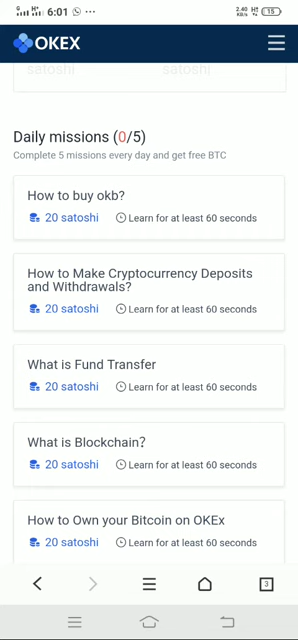 6:01
2.40
KB/s
15
OKEX
satoshi satoshi
Daily missions (0/5)
Complete 5 missions every day and get free BTC
How to buy okb?
20 satoshi Learn for at least 60 seconds
How to Make Cryptocurrency Deposits
and Withdrawals?
20 satoshi Learn for at least 60 seconds
What is Fund Transfer
20 satoshi Learn for at least 60 seconds
What is Blockchain？
20 satoshi Learn for at least 60 seconds
How to Own your Bitcoin on OKEx
20 satoshi Learn for at least 60 seconds
3